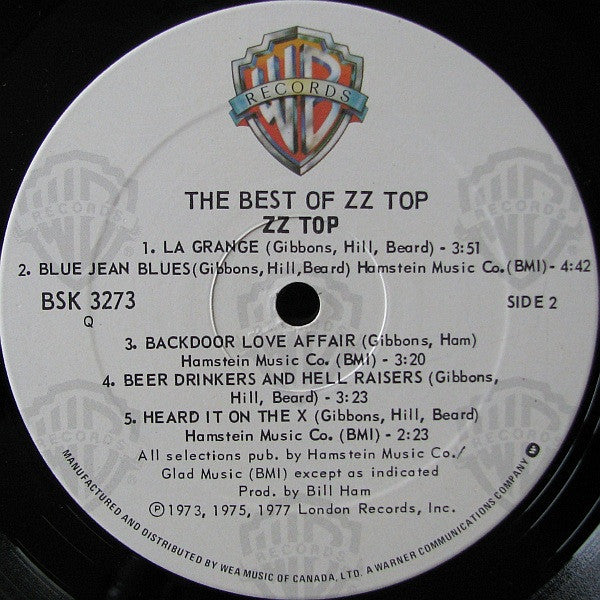 WB
RECORDS
THE BEST OF ZZ TOP
ZZ TOP
1. LA GRANGE (Gibbons, Hill, Beard) - 3:51
2. BLUE JEAN BLUES(Gibbons,Hill,Beard) Hamstein Music Co.(BMI) - 4:42
BSK 3273
Q
SIDE 2
3. BACKDOOR LOVE AFFAIR (Gibbons, Ham)
Hamstein Music Co. (BMI) - 3:20
4. BEER DRINKERS AND HELL RAISERS (Gibbons,
Hill, Beard) - 3:23
5. HEARD IT ON THE X (Gibbons, Hill, Beard)
Hamstein Music Co. (BMI) - 2:23
All selections pub. by Hamstein Music Co./
Glad Music (BMI) except as indicated
Prod. by Bill Ham
Ⓟ1973, 1975, 1977 London Records, Inc.
MANUFACTURED AND DISTRIBUTED BY WEA MUSIC OF CANADA, LTD. A WARNER COMMUNICATIONS COMPANY